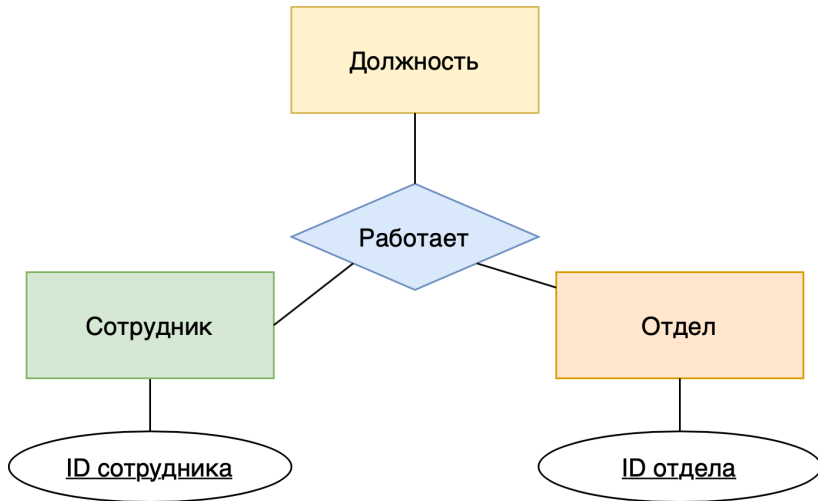 Должность
Работает
Сотрудник
Отдел
ID сотрудника
ID отдела